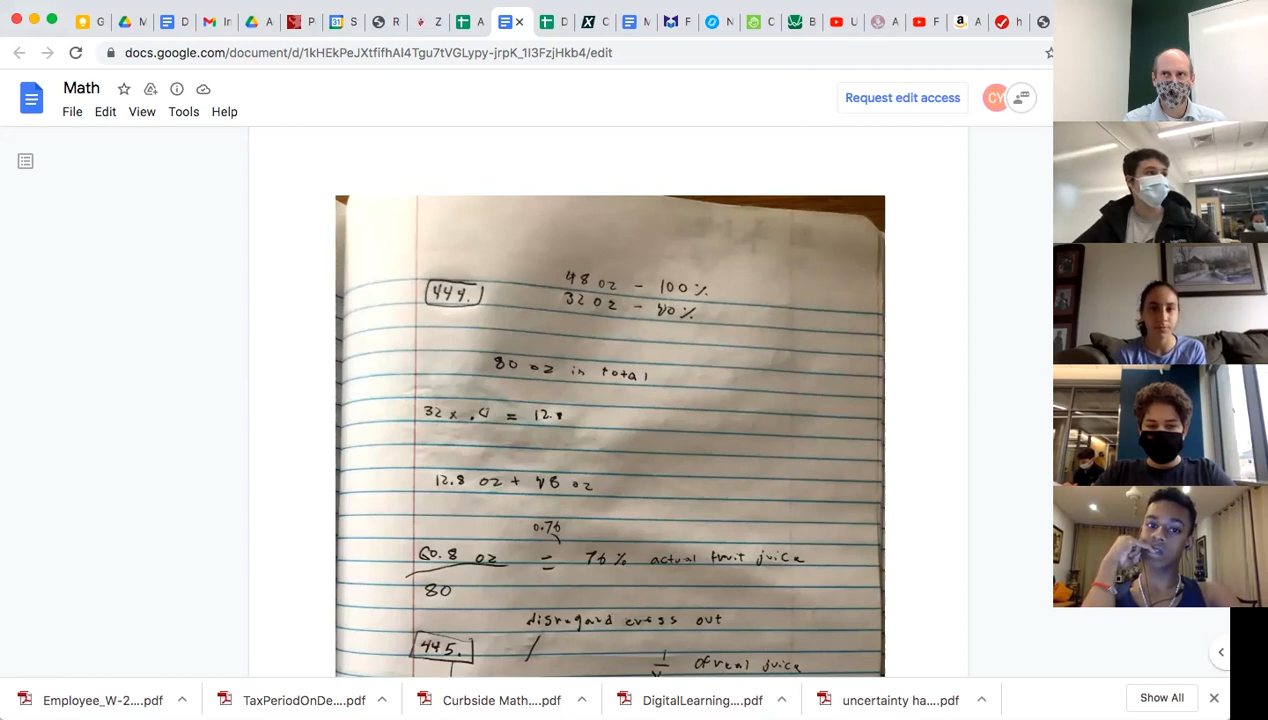 G
M
D
M
In
A
P
S
R
Z
A
D
C
M
F
N
C
B
U
A
F
A
h
docs.google.com/document/d/1kHEkPeJXtfifhAI4Tgu7tVGLypy-jrpK_1I3FzjHkb4/edit
Math
Request edit access
CY
File Edit View Tools Help
444.
48 oz - 100%
32 oz - 40%
80 oz in total
32 x .4 = 12.8
12.8 oz + 48 oz
0.76
60.8 oz = 76% actual fruit juice
80
disregard cross out
445.
of real juice
Employee_W-2....pdf
TaxPeriodOnDe....pdf
Curbside Math....pdf
DigitalLearning....pdf
uncertainty ha....pdf
Show All